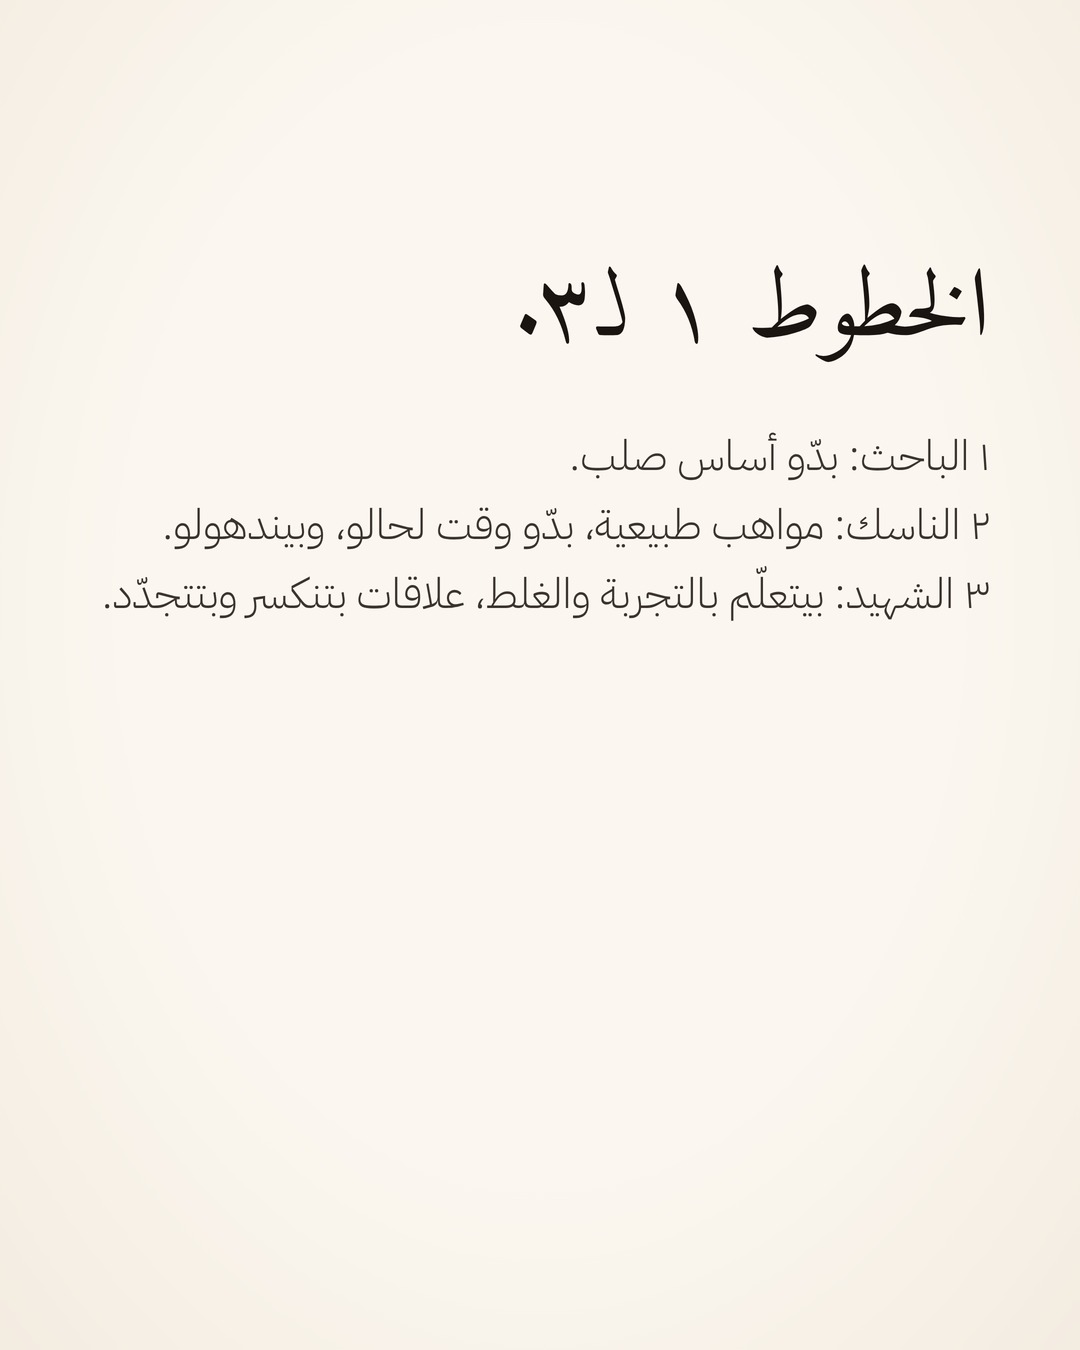 الخطوط ١ لـ٣.
١ الباحث: بدّو أساس صلب.
٢ الناسك: مواهب طبيعية، بدّو وقت لحالو، وبيندهولو.
٣ الشهيد: بيتعلّم بالتجربة والغلط، علاقات بتنكسر وبتتجدّد.